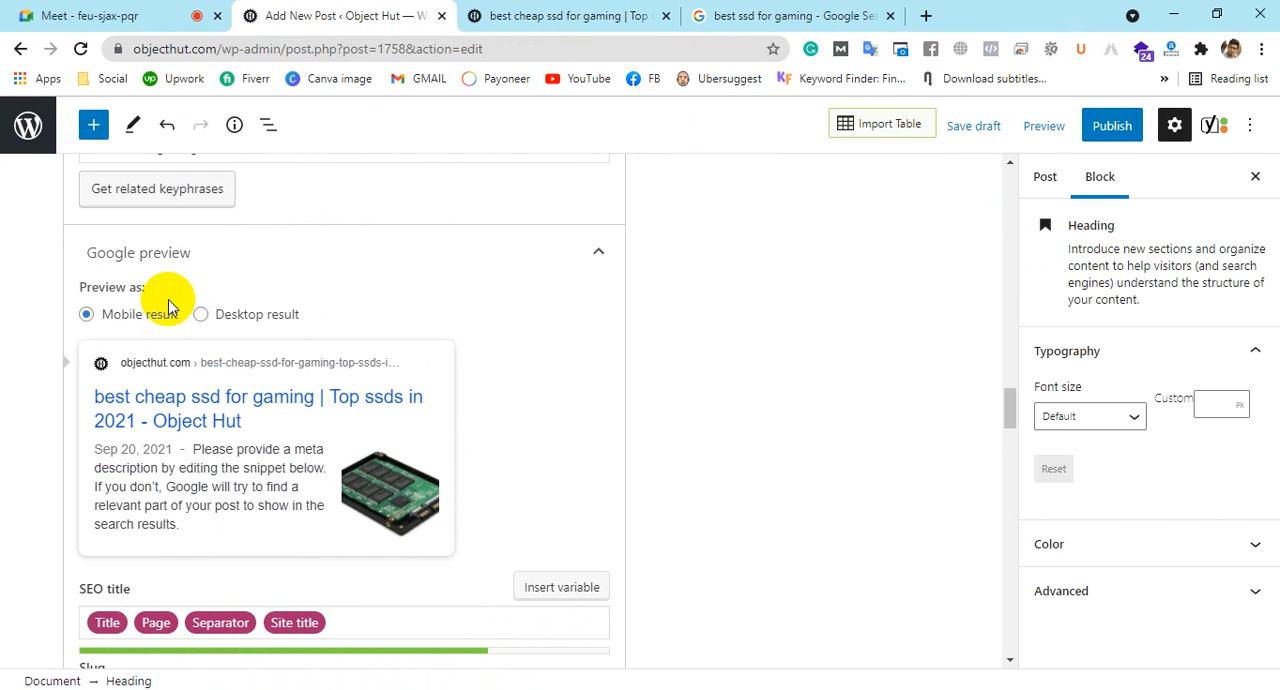 Meet - feu-sjax-pqr
Add New Post ‹ Object Hut — W
best cheap ssd for gaming | Top
best ssd for gaming - Google Se
objecthut.com/wp-admin/post.php?post=1758&action=edit
24
Apps
Social
Upwork
Fiverr
Canva image
GMAIL
Payoneer
YouTube
FB
Ubersuggest
Keyword Finder: Fin...
Download subtitles...
»
Reading list
Import Table
Save draft
Preview
Publish
Get related keyphrases
Google preview
Preview as:
Mobile result
Desktop result
objecthut.com › best-cheap-ssd-for-gaming-top-ssds-i...
best cheap ssd for gaming | Top ssds in
2021 - Object Hut
Sep 20, 2021 - Please provide a meta
description by editing the snippet below.
If you don't, Google will try to find a
relevant part of your post to show in the
search results.
SEO title
Insert variable
Title
Page
Separator
Site title
Slug
Document → Heading
Post
Block
Heading
Introduce new sections and organize
content to help visitors (and search
engines) understand the structure of
your content.
Typography
Font size
Custom
Default
PX
Reset
Color
Advanced